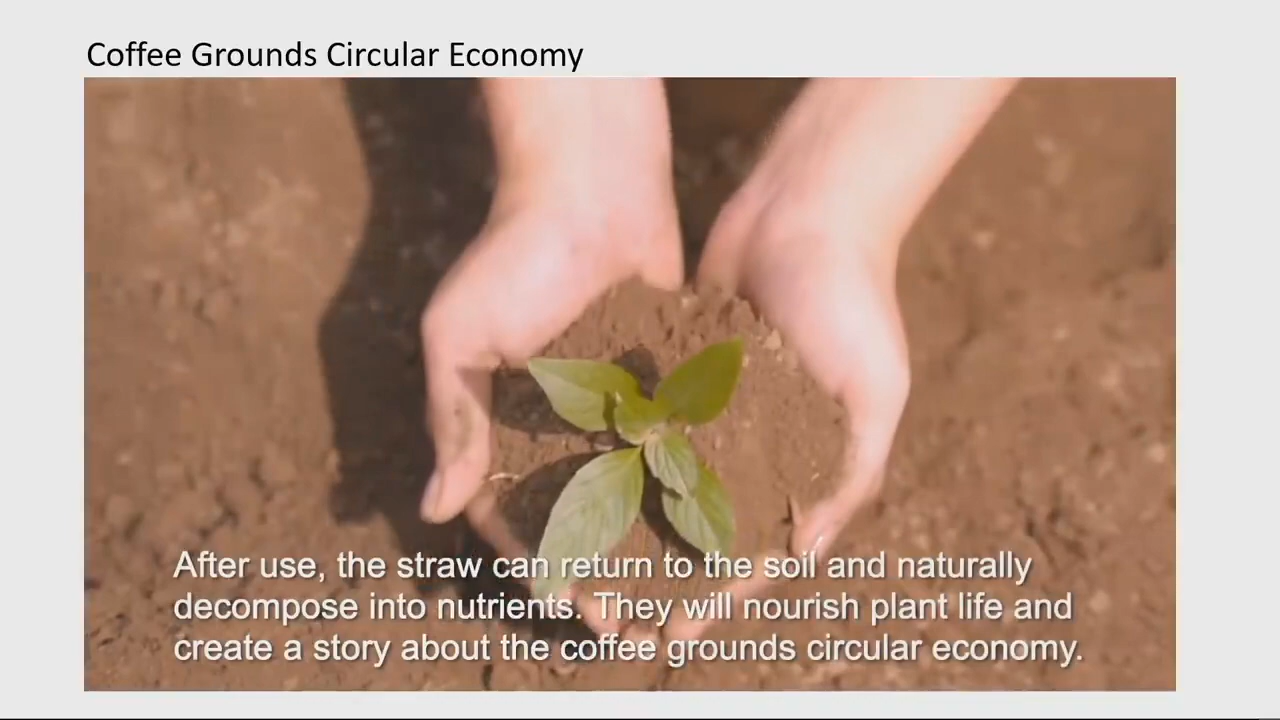 Coffee Grounds Circular Economy
After use, the straw can return to the soil and naturally
decompose into nutrients. They will nourish plant life and
create a story about the coffee grounds circular economy.